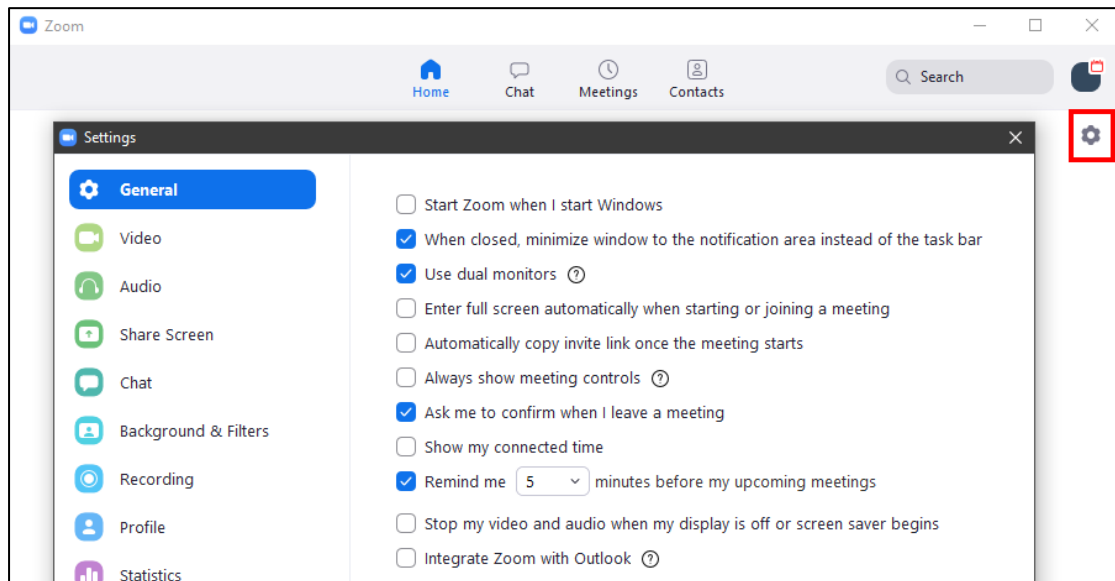 Zoom
Home
Chat
Meetings
Contacts
Search
Settings
General
Video
Audio
Share Screen
Chat
Background & Filters
Recording
Profile
Statistics
Start Zoom when I start Windows
When closed, minimize window to the notification area instead of the task bar
Use dual monitors ?
Enter full screen automatically when starting or joining a meeting
Automatically copy invite link once the meeting starts
Always show meeting controls ?
Ask me to confirm when I leave a meeting
Show my connected time
Remind me 5 minutes before my upcoming meetings
Stop my video and audio when my display is off or screen saver begins
Integrate Zoom with Outlook ?